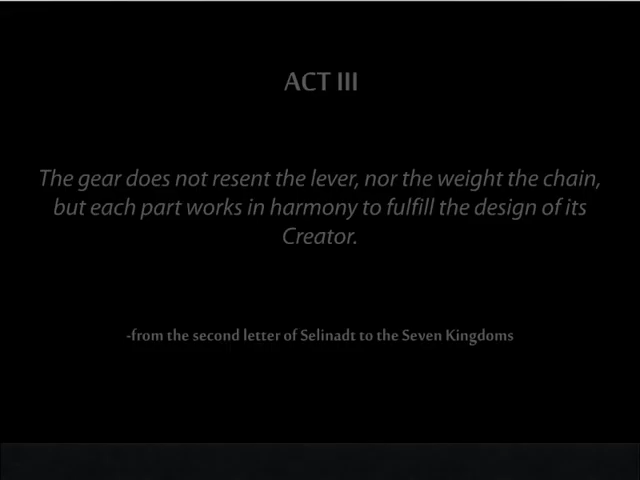 ACT III
The gear does not resent the lever, nor the weight the chain,
but each part works in harmony to fulfill the design of its
Creator.
-from the second letter of Selinadt to the Seven Kingdoms